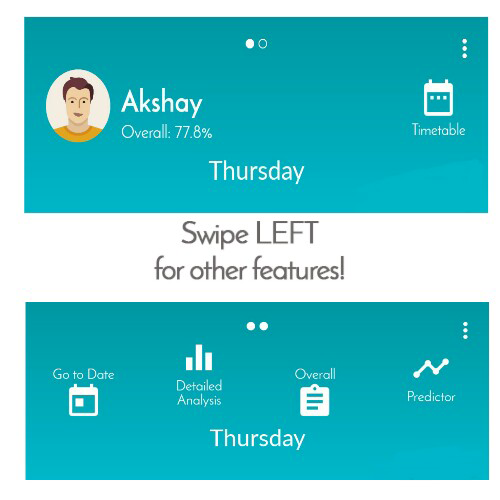 Akshay
Overall: 77.8%
Timetable
Thursday
Swipe LEFT
for other features!
Go to Date
Detailed
Analysis
Overall
Predictor
Thursday